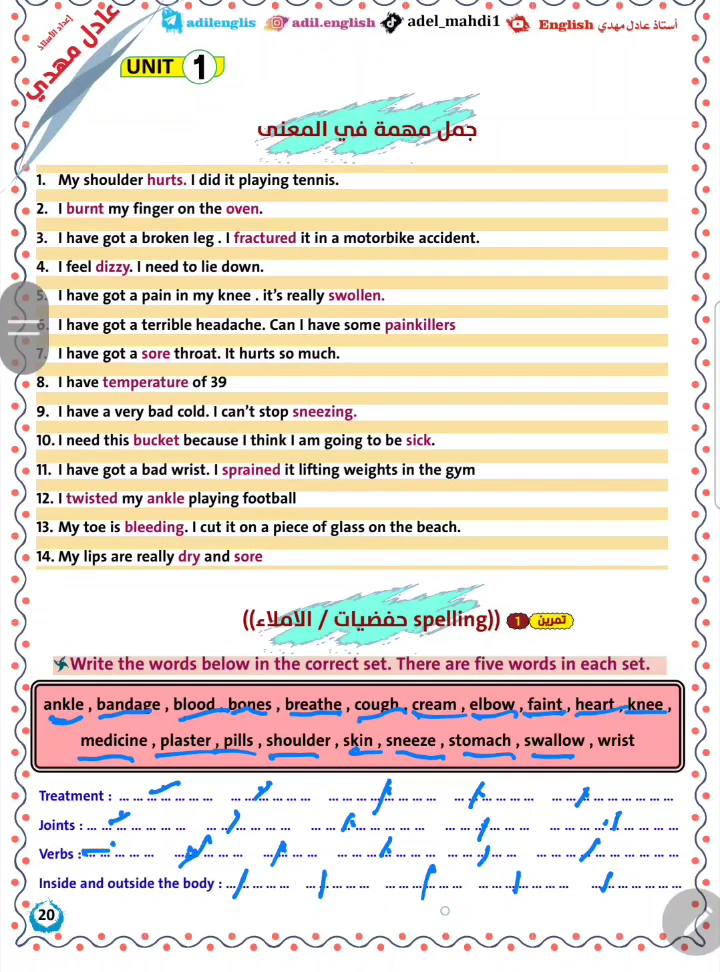 adilenglis adil.english adel_mahdi1 English أستاذ عادل مهدي
إعداد الأستاذ
عادل مهدي
UNIT 1
جمل مهمة في المعنى
1. My shoulder hurts. I did it playing tennis.
2. I burnt my finger on the oven.
3. I have got a broken leg . I fractured it in a motorbike accident.
4. I feel dizzy. I need to lie down.
5. I have got a pain in my knee . it's really swollen.
6. I have got a terrible headache. Can I have some painkillers
7. I have got a sore throat. It hurts so much.
8. I have temperature of 39
9. I have a very bad cold. I can't stop sneezing.
10. I need this bucket because I think I am going to be sick.
11. I have got a bad wrist. I sprained it lifting weights in the gym
12. I twisted my ankle playing football
13. My toe is bleeding. I cut it on a piece of glass on the beach.
14. My lips are really dry and sore
تمرين 1 ((spelling حفضيات / الاملاء))
Write the words below in the correct set. There are five words in each set.
ankle , bandage , blood , bones , breathe , cough , cream , elbow , faint , heart , knee ,
medicine , plaster , pills , shoulder , skin , sneeze , stomach , swallow , wrist
Treatment : ... ... ... ... ... ... ... ... ... ... ... ... ... ... ... ... ... ... ... ... ... ... ... ... ... ... ... ... ... ...
Joints : ... ... ... ... ... ... ... ... ... ... ... ... ... ... ... ... ... ... ... ... ... ... ... ... ... ... ... ... ... ...
Verbs : ... ... ... ... ... ... ... ... ... ... ... ... ... ... ... ... ... ... ... ... ... ... ... ... ... ... ... ... ... ...
Inside and outside the body : ... ... ... ... ... ... ... ... ... ... ... ... ... ... ... ... ... ... ... ... ... ... ...
20